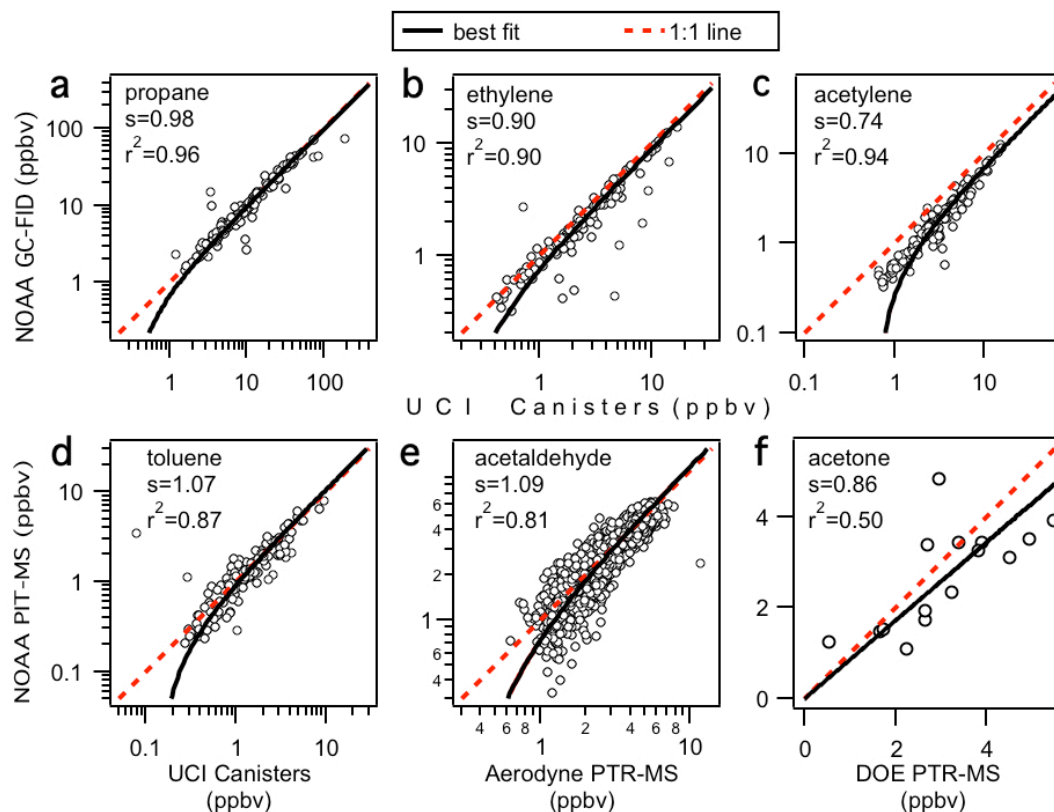 best fit 1:1 line
a
propane
s=0.98
r²=0.96
b
ethylene
s=0.90
r²=0.90
c
acetylene
s=0.74
r²=0.94
NOAA GC-FID (ppbv)
100
10
1
1 10 100
10
1
1 10
10
1
0.1
0.1 1 10
UCI Canisters (ppbv)
d
toluene
s=1.07
r²=0.87
e
acetaldehyde
s=1.09
r²=0.81
f
acetone
s=0.86
r²=0.50
NOAA PIT-MS (ppbv)
10
1
0.1
0.1 1 10
UCI Canisters
(ppbv)
6
4
2
1
6
4
4 6 8 1 2 4 6 8 10
Aerodyne PTR-MS
(ppbv)
4
2
0
0 2 4
DOE PTR-MS
(ppbv)